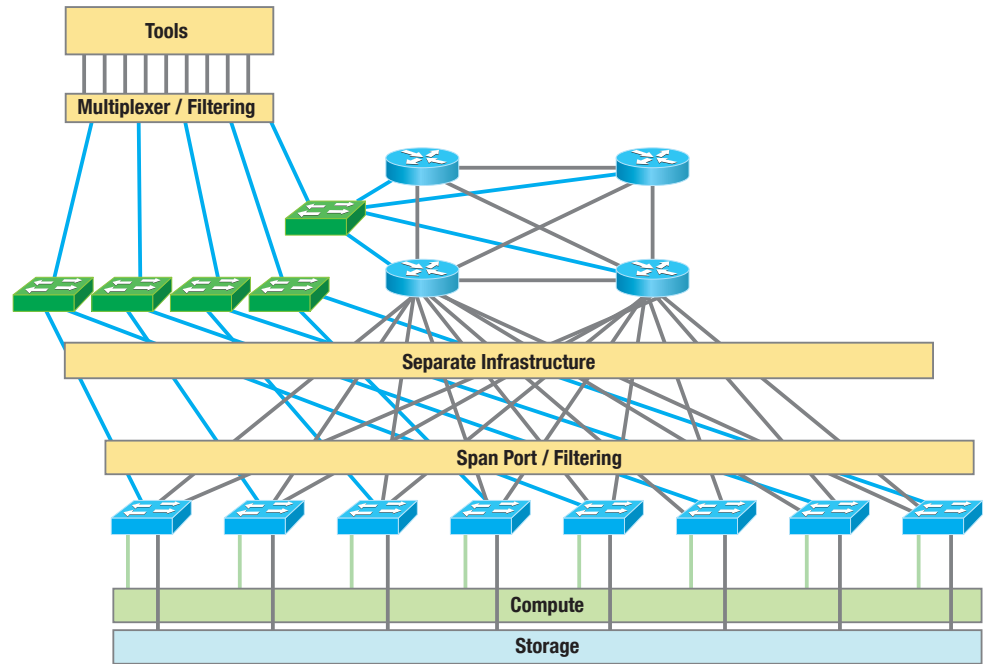 Tools
Multiplexer / Filtering
Separate Infrastructure
Span Port / Filtering
Compute
Storage